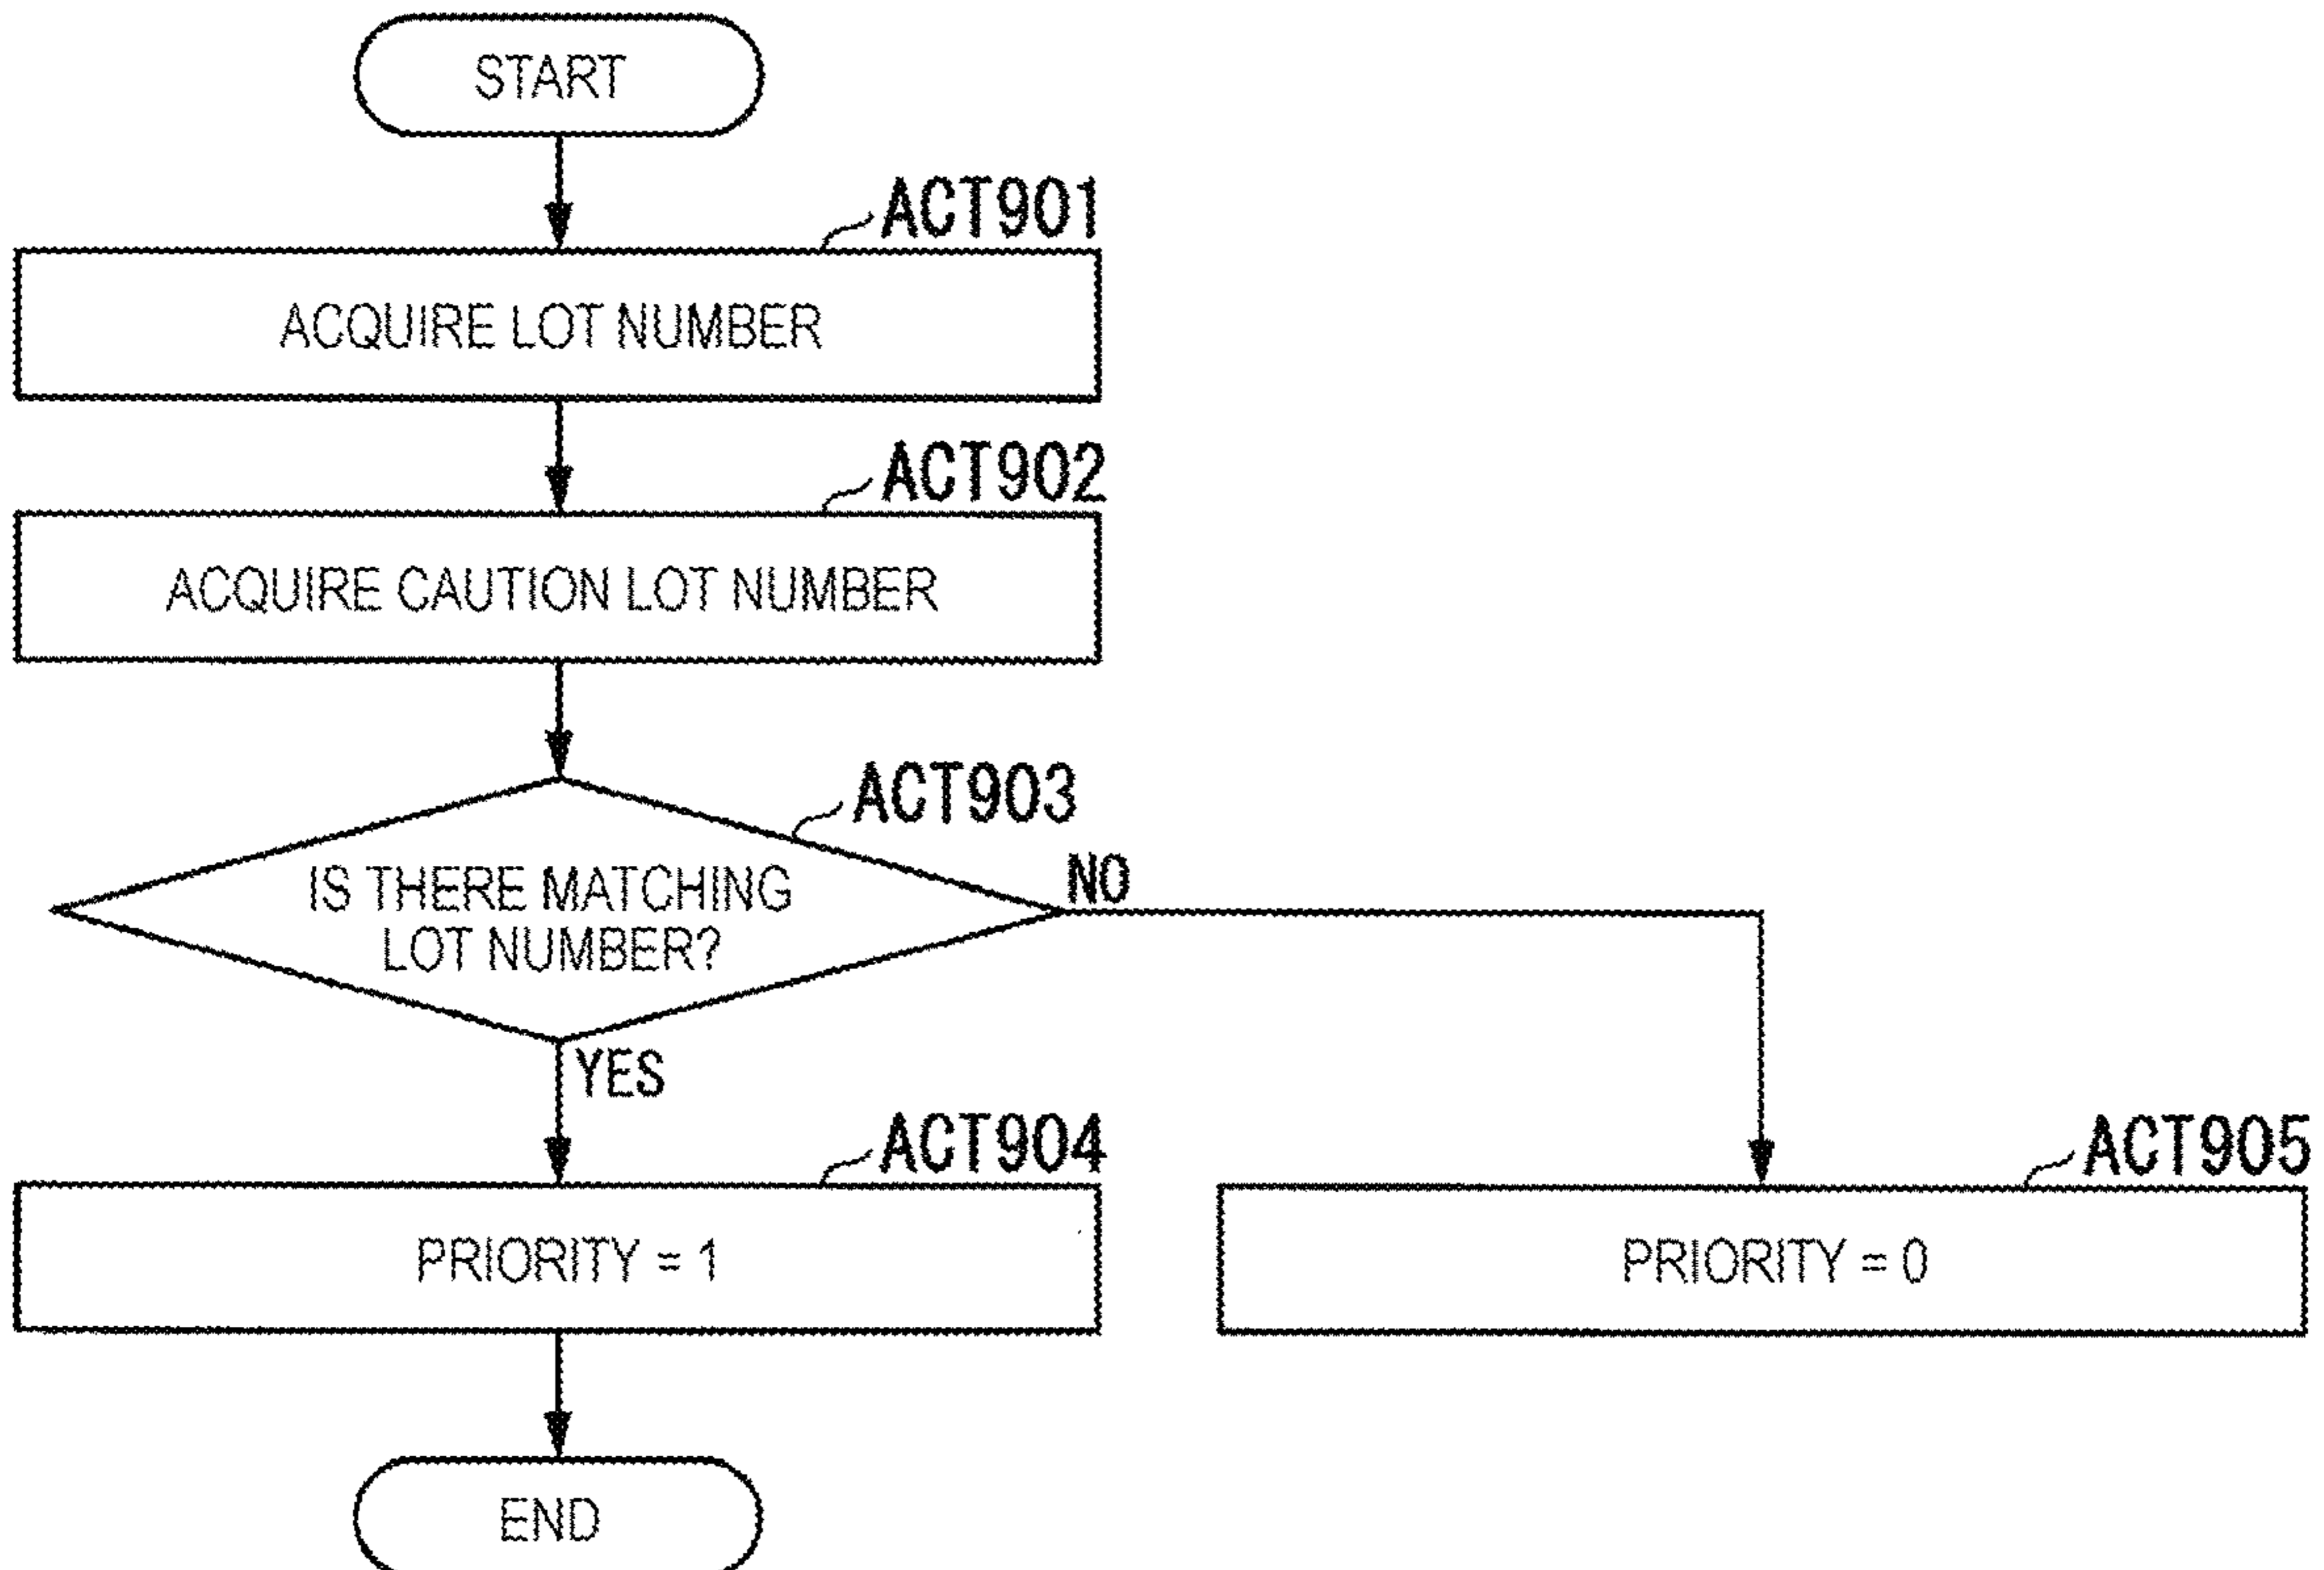 START
ACT901
ACQUIRE LOT NUMBER
ACT902
ACQUIRE CAUTION LOT NUMBER
ACT903
IS THERE MATCHING
LOT NUMBER?
NO
YES
ACT904
PRIORITY = 1
ACT905
PRIORITY = 0
END